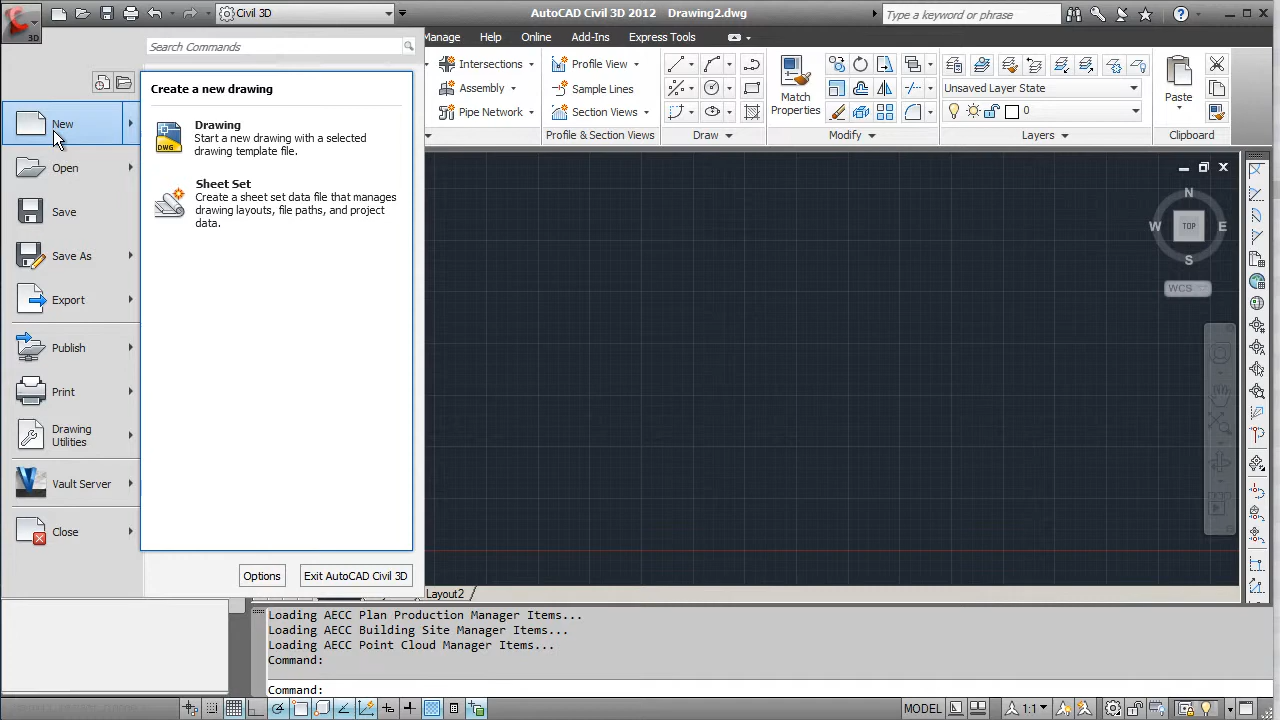 Civil 3D
AutoCAD Civil 3D 2012 Drawing2.dwg
Type a keyword or phrase
3D
Search Commands
Manage
Help
Online
Add-Ins
Express Tools
Create a new drawing
Drawing
Start a new drawing with a selected
drawing template file.
DWG
Sheet Set
Create a sheet set data file that manages
drawing layouts, file paths, and project
data.
New
Open
Save
Save As
Export
Publish
Print
Drawing
Utilities
Vault Server
Close
Options
Exit AutoCAD Civil 3D
Intersections
Assembly
Pipe Network
Profile View
Sample Lines
Section Views
Profile & Section Views
Draw
Match
Properties
Modify
Unsaved Layer State
0
Layers
Paste
Clipboard
N
W
TOP
E
S
WCS
Layout2
Loading AECC Plan Production Manager Items...
Loading AECC Building Site Manager Items...
Loading AECC Point Cloud Manager Items...
Command:
Command:
MODEL
1:1